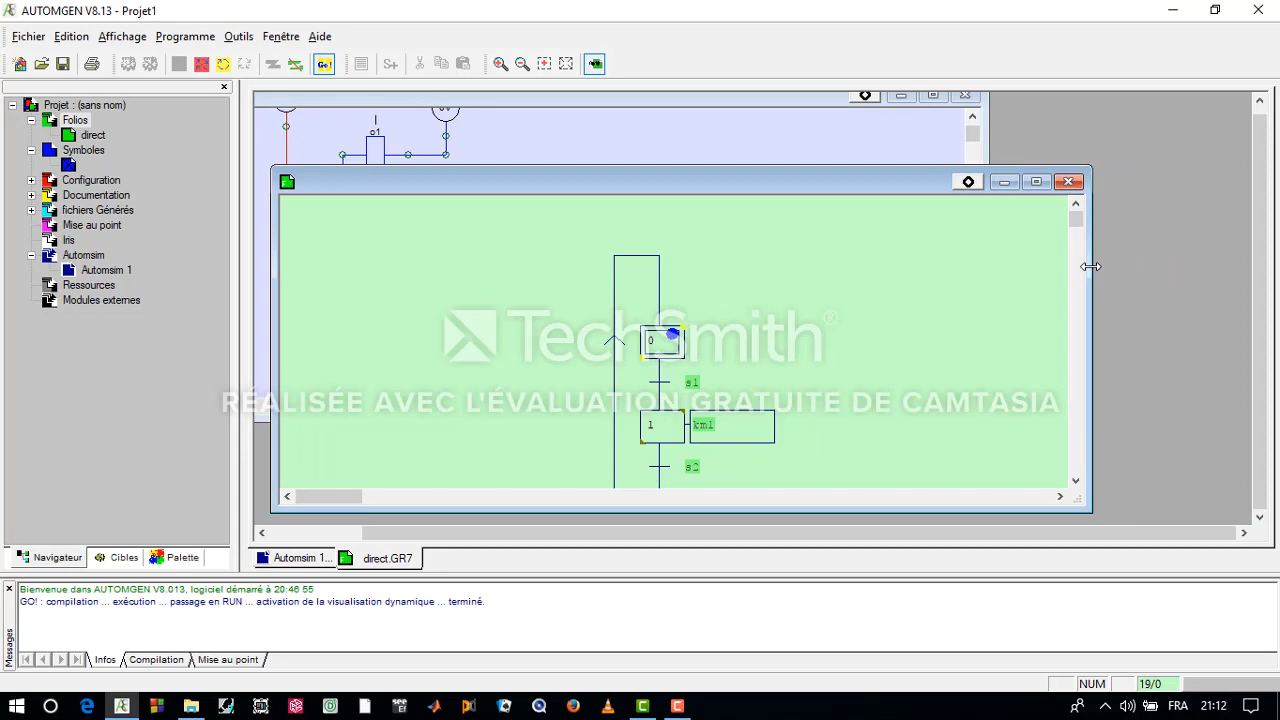 AUTOMGEN V8.13 - Projet1
Fichier Edition Affichage Programme Outils Fenêtre Aide
Go!
S+
Projet : (sans nom)
Folios
direct
Symboles
Configuration
Documentation
fichiers Générés
Mise au point
Iris
Automsim
Automsim 1
Ressources
Modules externes
o1
0
s1
1 km1
s2
TechSmith®
RÉALISÉE AVEC L'ÉVALUATION GRATUITE DE CAMTASIA
Navigateur Cibles Palette
Automsim 1... direct.GR7
Messages
Bienvenue dans AUTOMGEN V8.013, logiciel démarré à 20:46 55
GO! : compilation ... exécution ... passage en RUN ... activation de la visualisation dynamique ... terminé.
Infos Compilation Mise au point
NUM 19/0
FRA 21:12